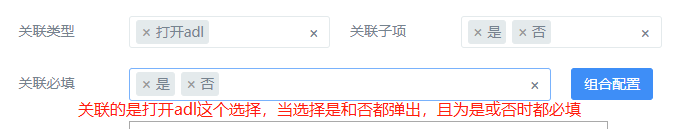 关联类型 × 打开adl × 关联子项 × 是 × 否 ×
关联必填 × 是 × 否 × 组合配置
关联的是打开adl这个选择，当选择是和否都弹出，且为是或否时都必填